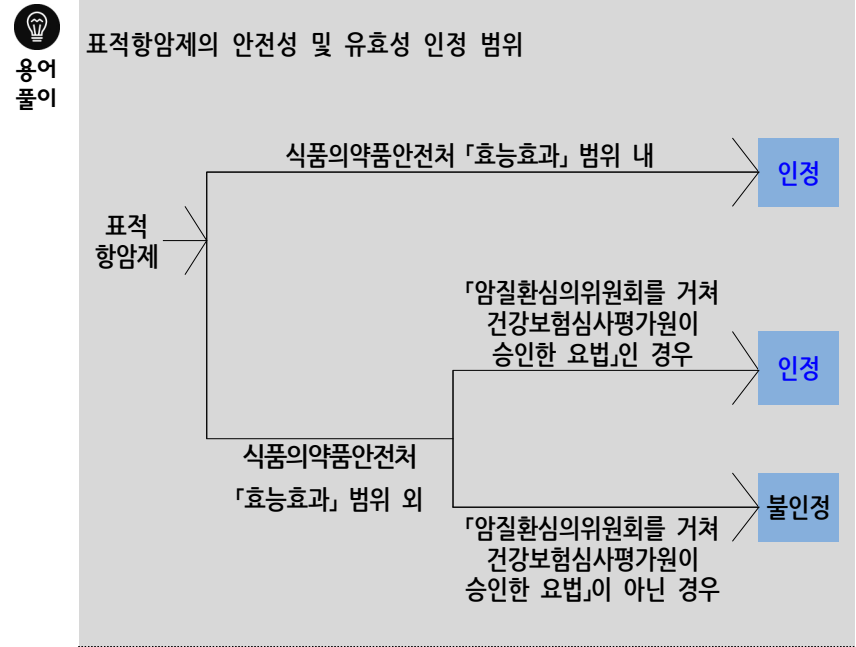 용어
풀이
표적항암제의 안전성 및 유효성 인정 범위
식품의약품안전처 「효능효과」 범위 내
인정
표적
항암제
「암질환심의위원회를 거쳐
건강보험심사평가원이
승인한 요법」인 경우
인정
식품의약품안전처
「효능효과」 범위 외
불인정
「암질환심의위원회를 거쳐
건강보험심사평가원이
승인한 요법」이 아닌 경우